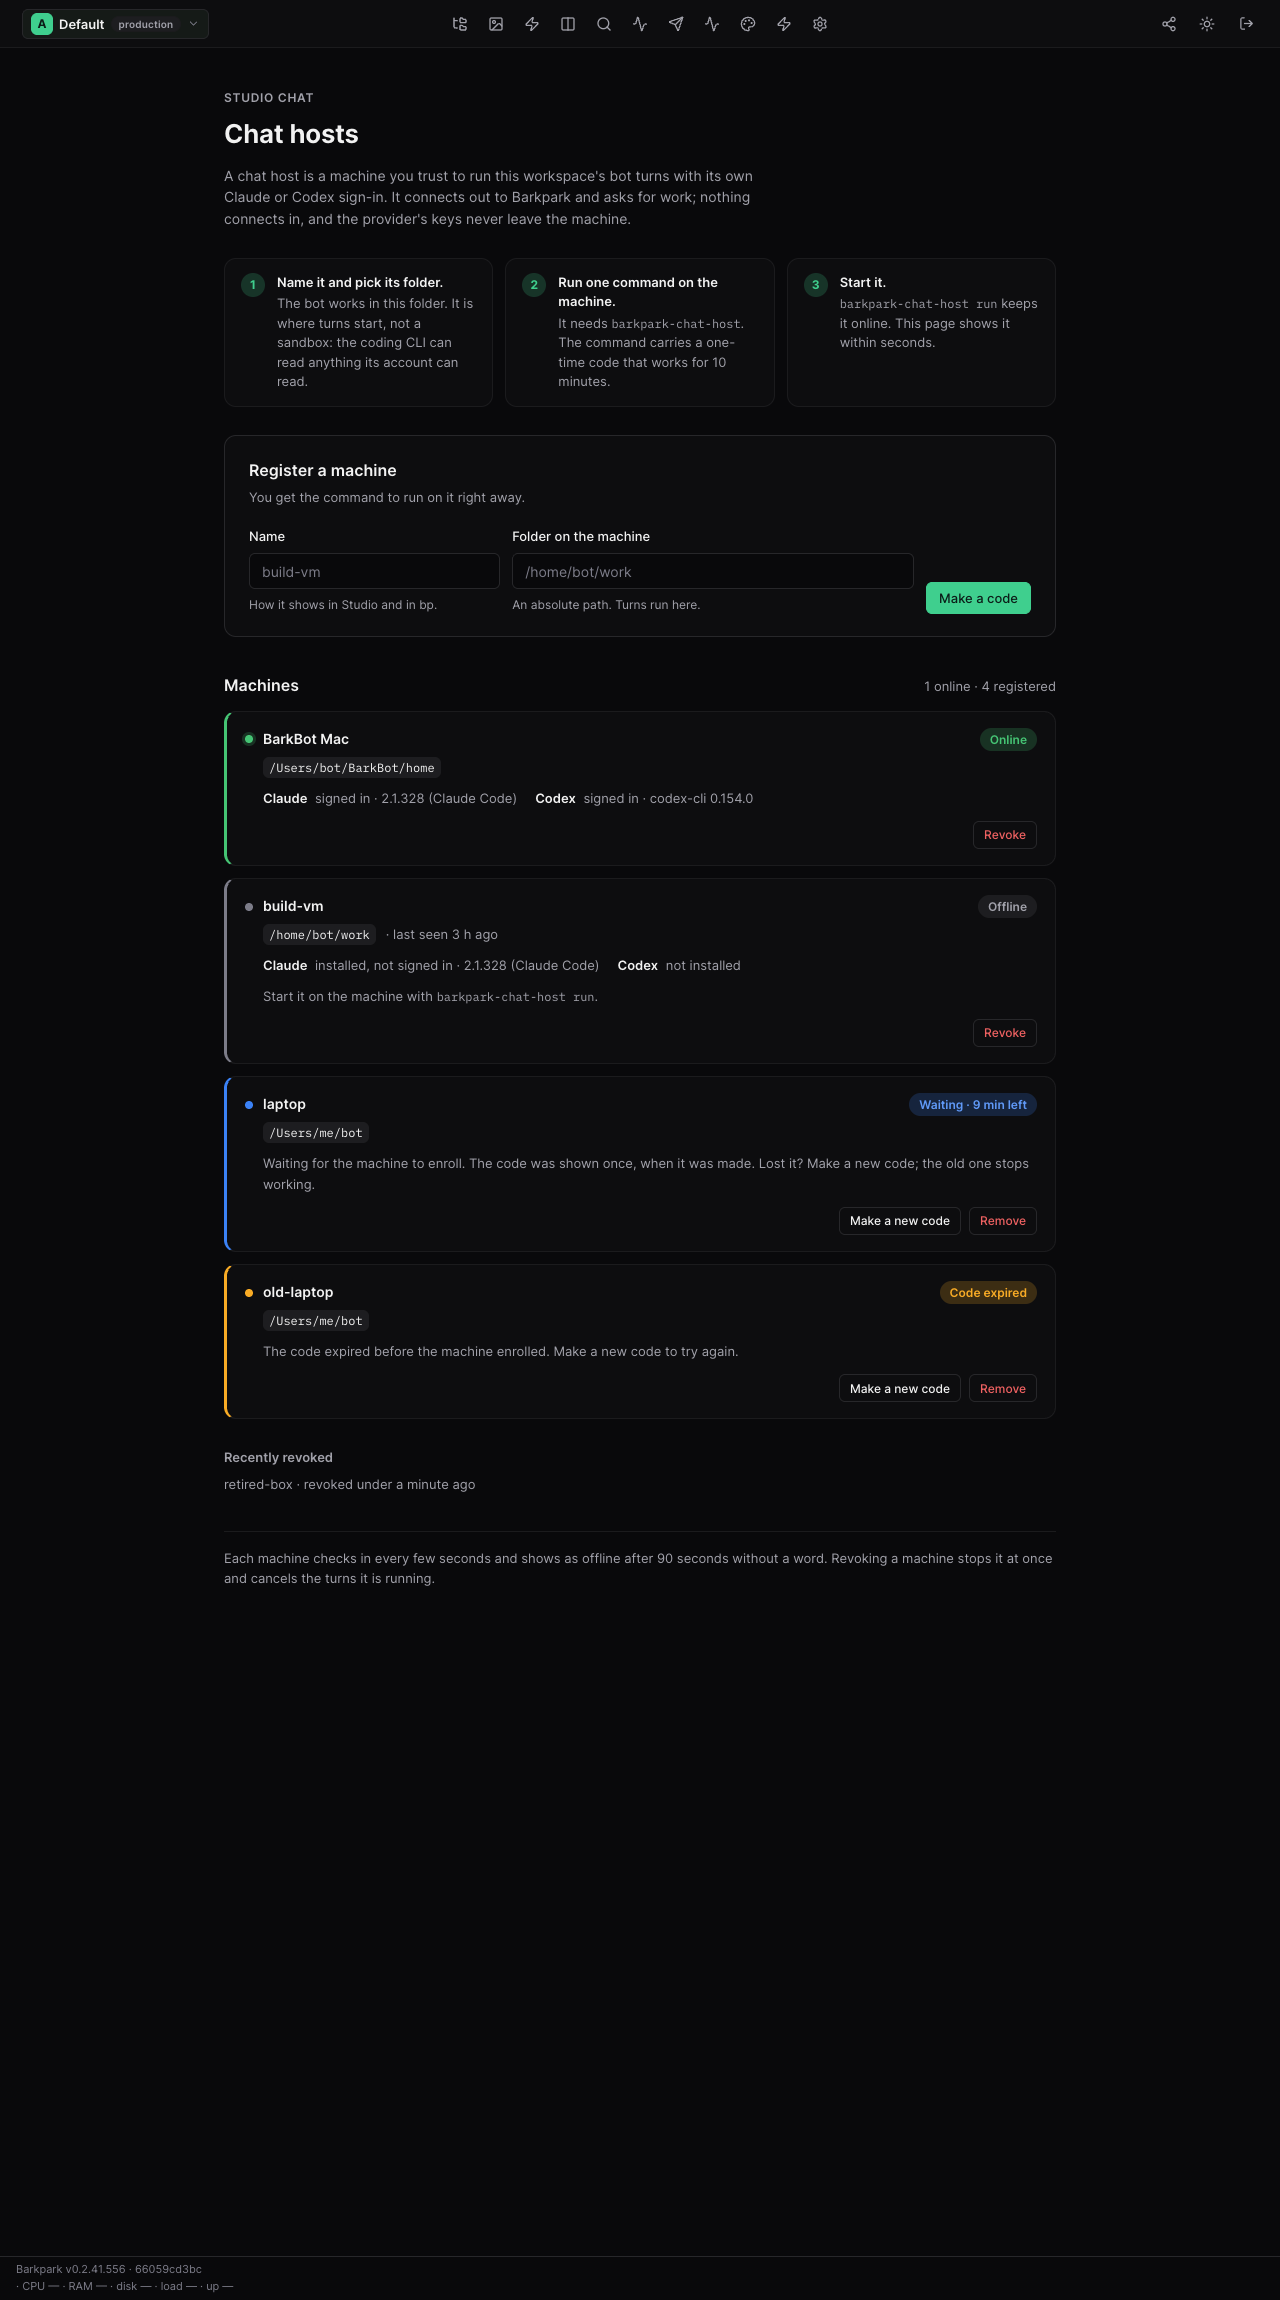 A Default production
STUDIO CHAT
Chat hosts
A chat host is a machine you trust to run this workspace's bot turns with its own
Claude or Codex sign-in. It connects out to Barkpark and asks for work; nothing
connects in, and the provider's keys never leave the machine.
1
Name it and pick its folder.
The bot works in this folder. It is
where turns start, not a
sandbox: the coding CLI can
read anything its account can
read.
2
Run one command on the
machine.
It needs barkpark-chat-host.
The command carries a one-
time code that works for 10
minutes.
3
Start it.
barkpark-chat-host run keeps
it online. This page shows it
within seconds.
Register a machine
You get the command to run on it right away.
Name
build-vm
How it shows in Studio and in bp.
Folder on the machine
/home/bot/work
An absolute path. Turns run here.
Make a code
Machines
1 online · 4 registered
BarkBot Mac
Online
/Users/bot/BarkBot/home
Claude signed in · 2.1.328 (Claude Code) Codex signed in · codex-cli 0.154.0
Revoke
build-vm
Offline
/home/bot/work · last seen 3 h ago
Claude installed, not signed in · 2.1.328 (Claude Code) Codex not installed
Start it on the machine with barkpark-chat-host run.
Revoke
laptop
Waiting · 9 min left
/Users/me/bot
Waiting for the machine to enroll. The code was shown once, when it was made. Lost it? Make a new code; the old one stops
working.
Make a new code Remove
old-laptop
Code expired
/Users/me/bot
The code expired before the machine enrolled. Make a new code to try again.
Make a new code Remove
Recently revoked
retired-box · revoked under a minute ago
Each machine checks in every few seconds and shows as offline after 90 seconds without a word. Revoking a machine stops it at once
and cancels the turns it is running.
Barkpark v0.2.41.556 · 66059cd3bc
· CPU — · RAM — · disk — · load — · up —